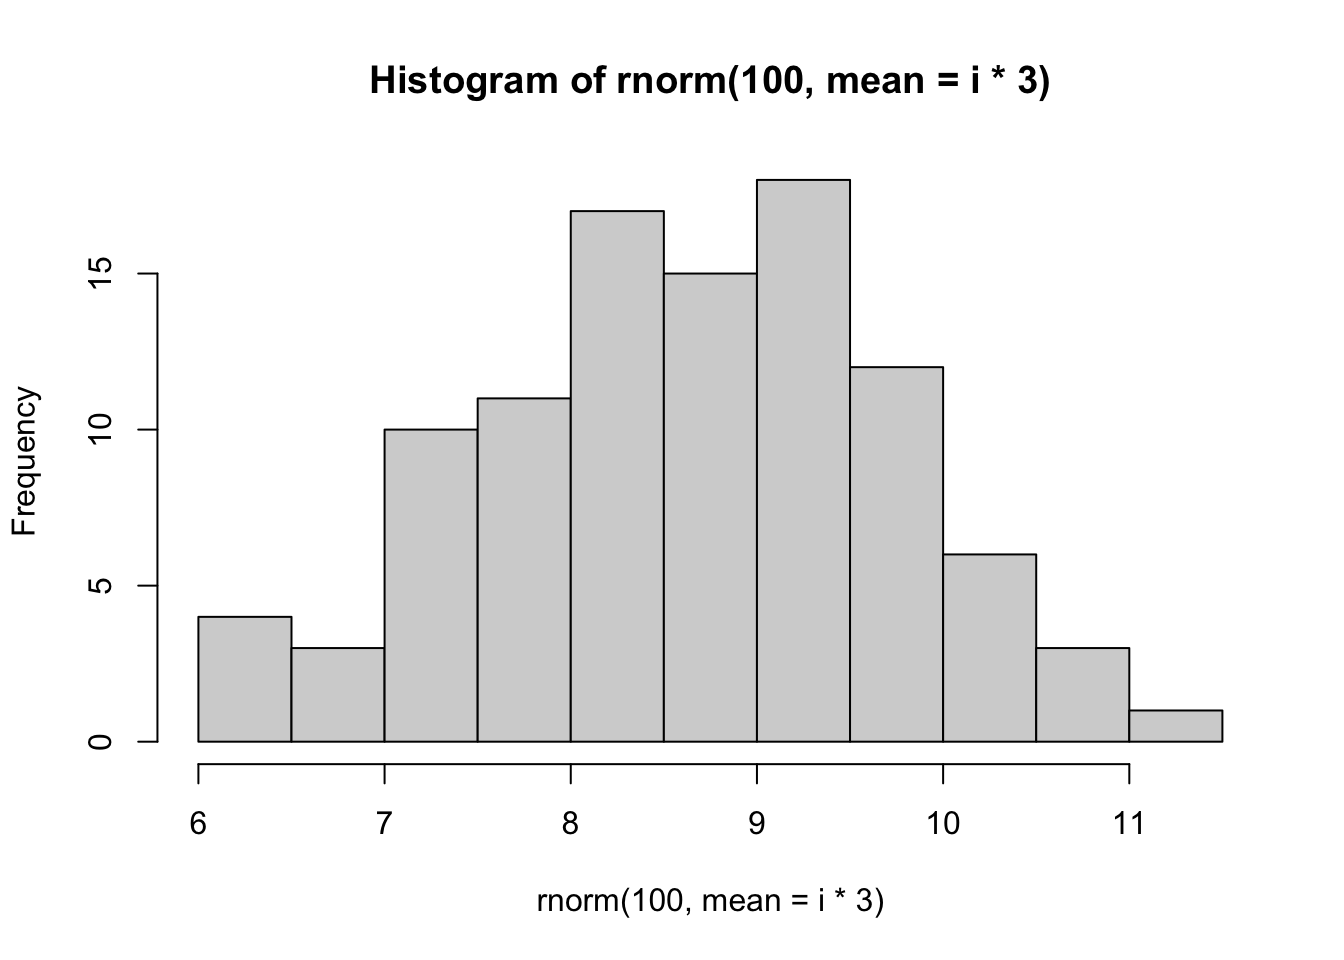 Histogram of rnorm(100, mean = i * 3)
Frequency
15
10
5
0
6 7 8 9 10 11
rnorm(100, mean = i * 3)